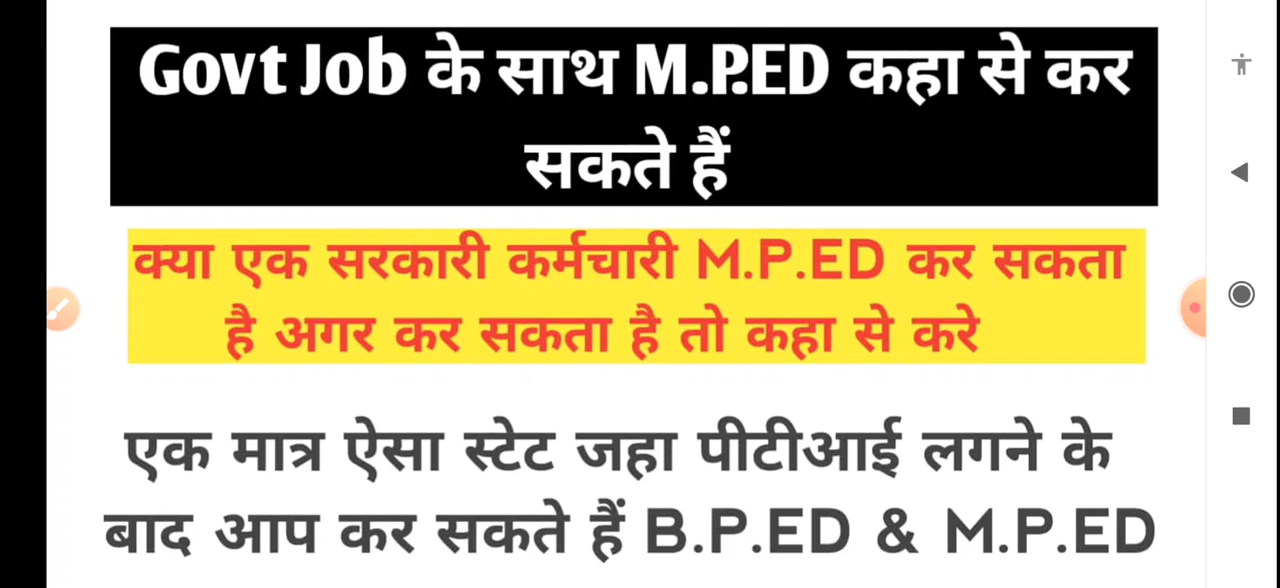 Govt Job के साथ M.P.ED कहा से कर
सकते हैं
क्या एक सरकारी कर्मचारी M.P.ED कर सकता
है अगर कर सकता है तो कहा से करे
एक मात्र ऐसा स्टेट जहा पीटीआई लगने के
बाद आप कर सकते हैं B.P.ED & M.P.ED